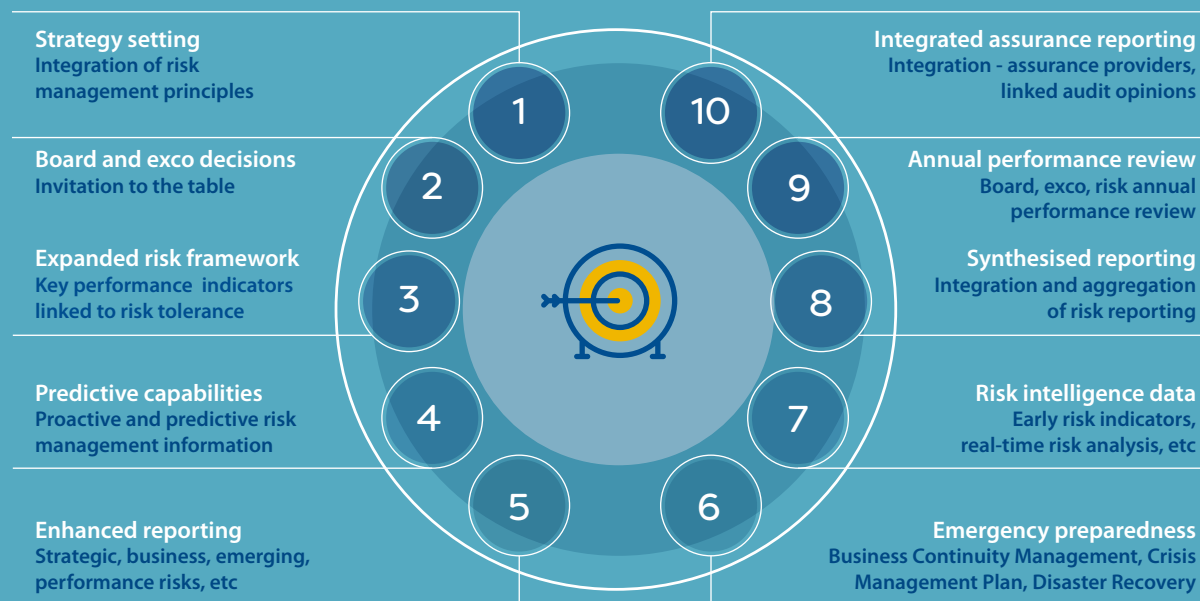 Strategy setting
Integration of risk
management principles
1
Board and exco decisions
Invitation to the table
2
Expanded risk framework
Key performance indicators
linked to risk tolerance
3
Predictive capabilities
Proactive and predictive risk
management information
4
Enhanced reporting
Strategic, business, emerging,
performance risks, etc
5
Emergency preparedness
Business Continuity Management, Crisis
Management Plan, Disaster Recovery
6
Risk intelligence data
Early risk indicators,
real-time risk analysis, etc
7
Synthesised reporting
Integration and aggregation
of risk reporting
8
Annual performance review
Board, exco, risk annual
performance review
9
Integrated assurance reporting
Integration - assurance providers,
linked audit opinions
10